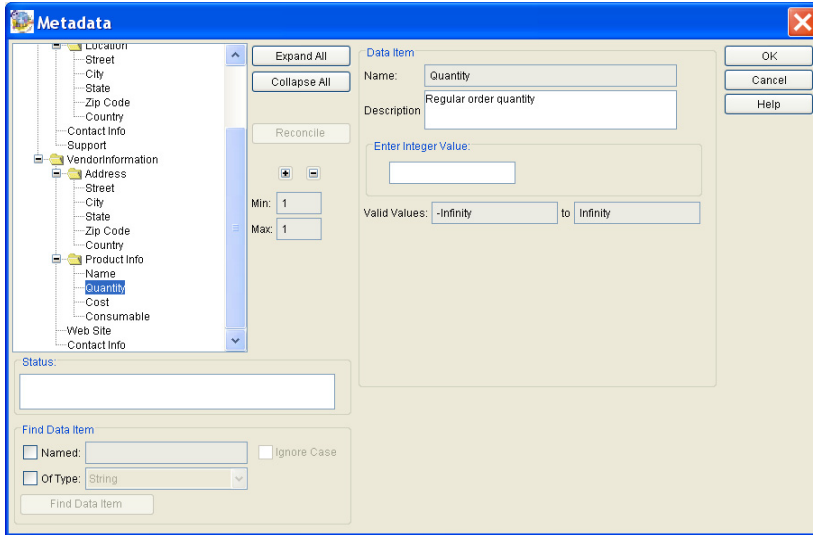 Metadata
Location
Street
City
State
Zip Code
Country
Contact Info
Support
VendorInformation
Address
Street
City
State
Zip Code
Country
Product Info
Name
Quantity
Cost
Consumable
Web Site
Contact Info
Expand All
Collapse All
Reconcile
Min: 1
Max: 1
Data Item
Name: Quantity
Description Regular order quantity
Enter Integer Value:
Valid Values: -Infinity to Infinity
OK
Cancel
Help
Status:
Find Data Item
Named: Ignore Case
Of Type: String
Find Data Item